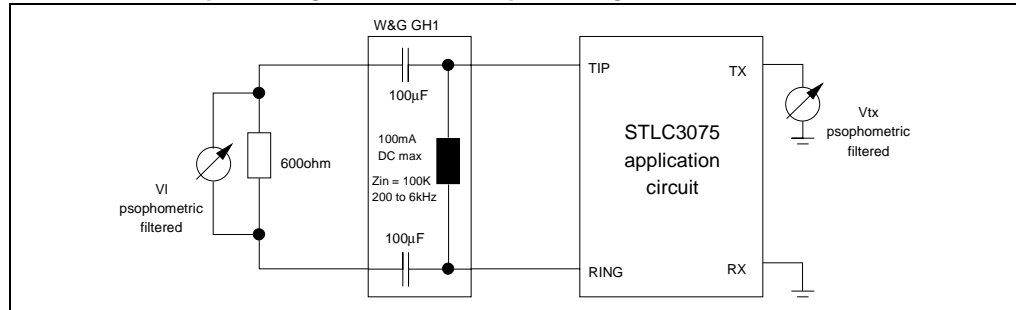 W&G GH1
100μF
TIP
TX
100mA
DC max
Zin = 100K
200 to 6kHz
STLC3075
application
circuit
Vtx
psophometric
filtered
600ohm
Vl
psophometric
filtered
100μF
RING
RX